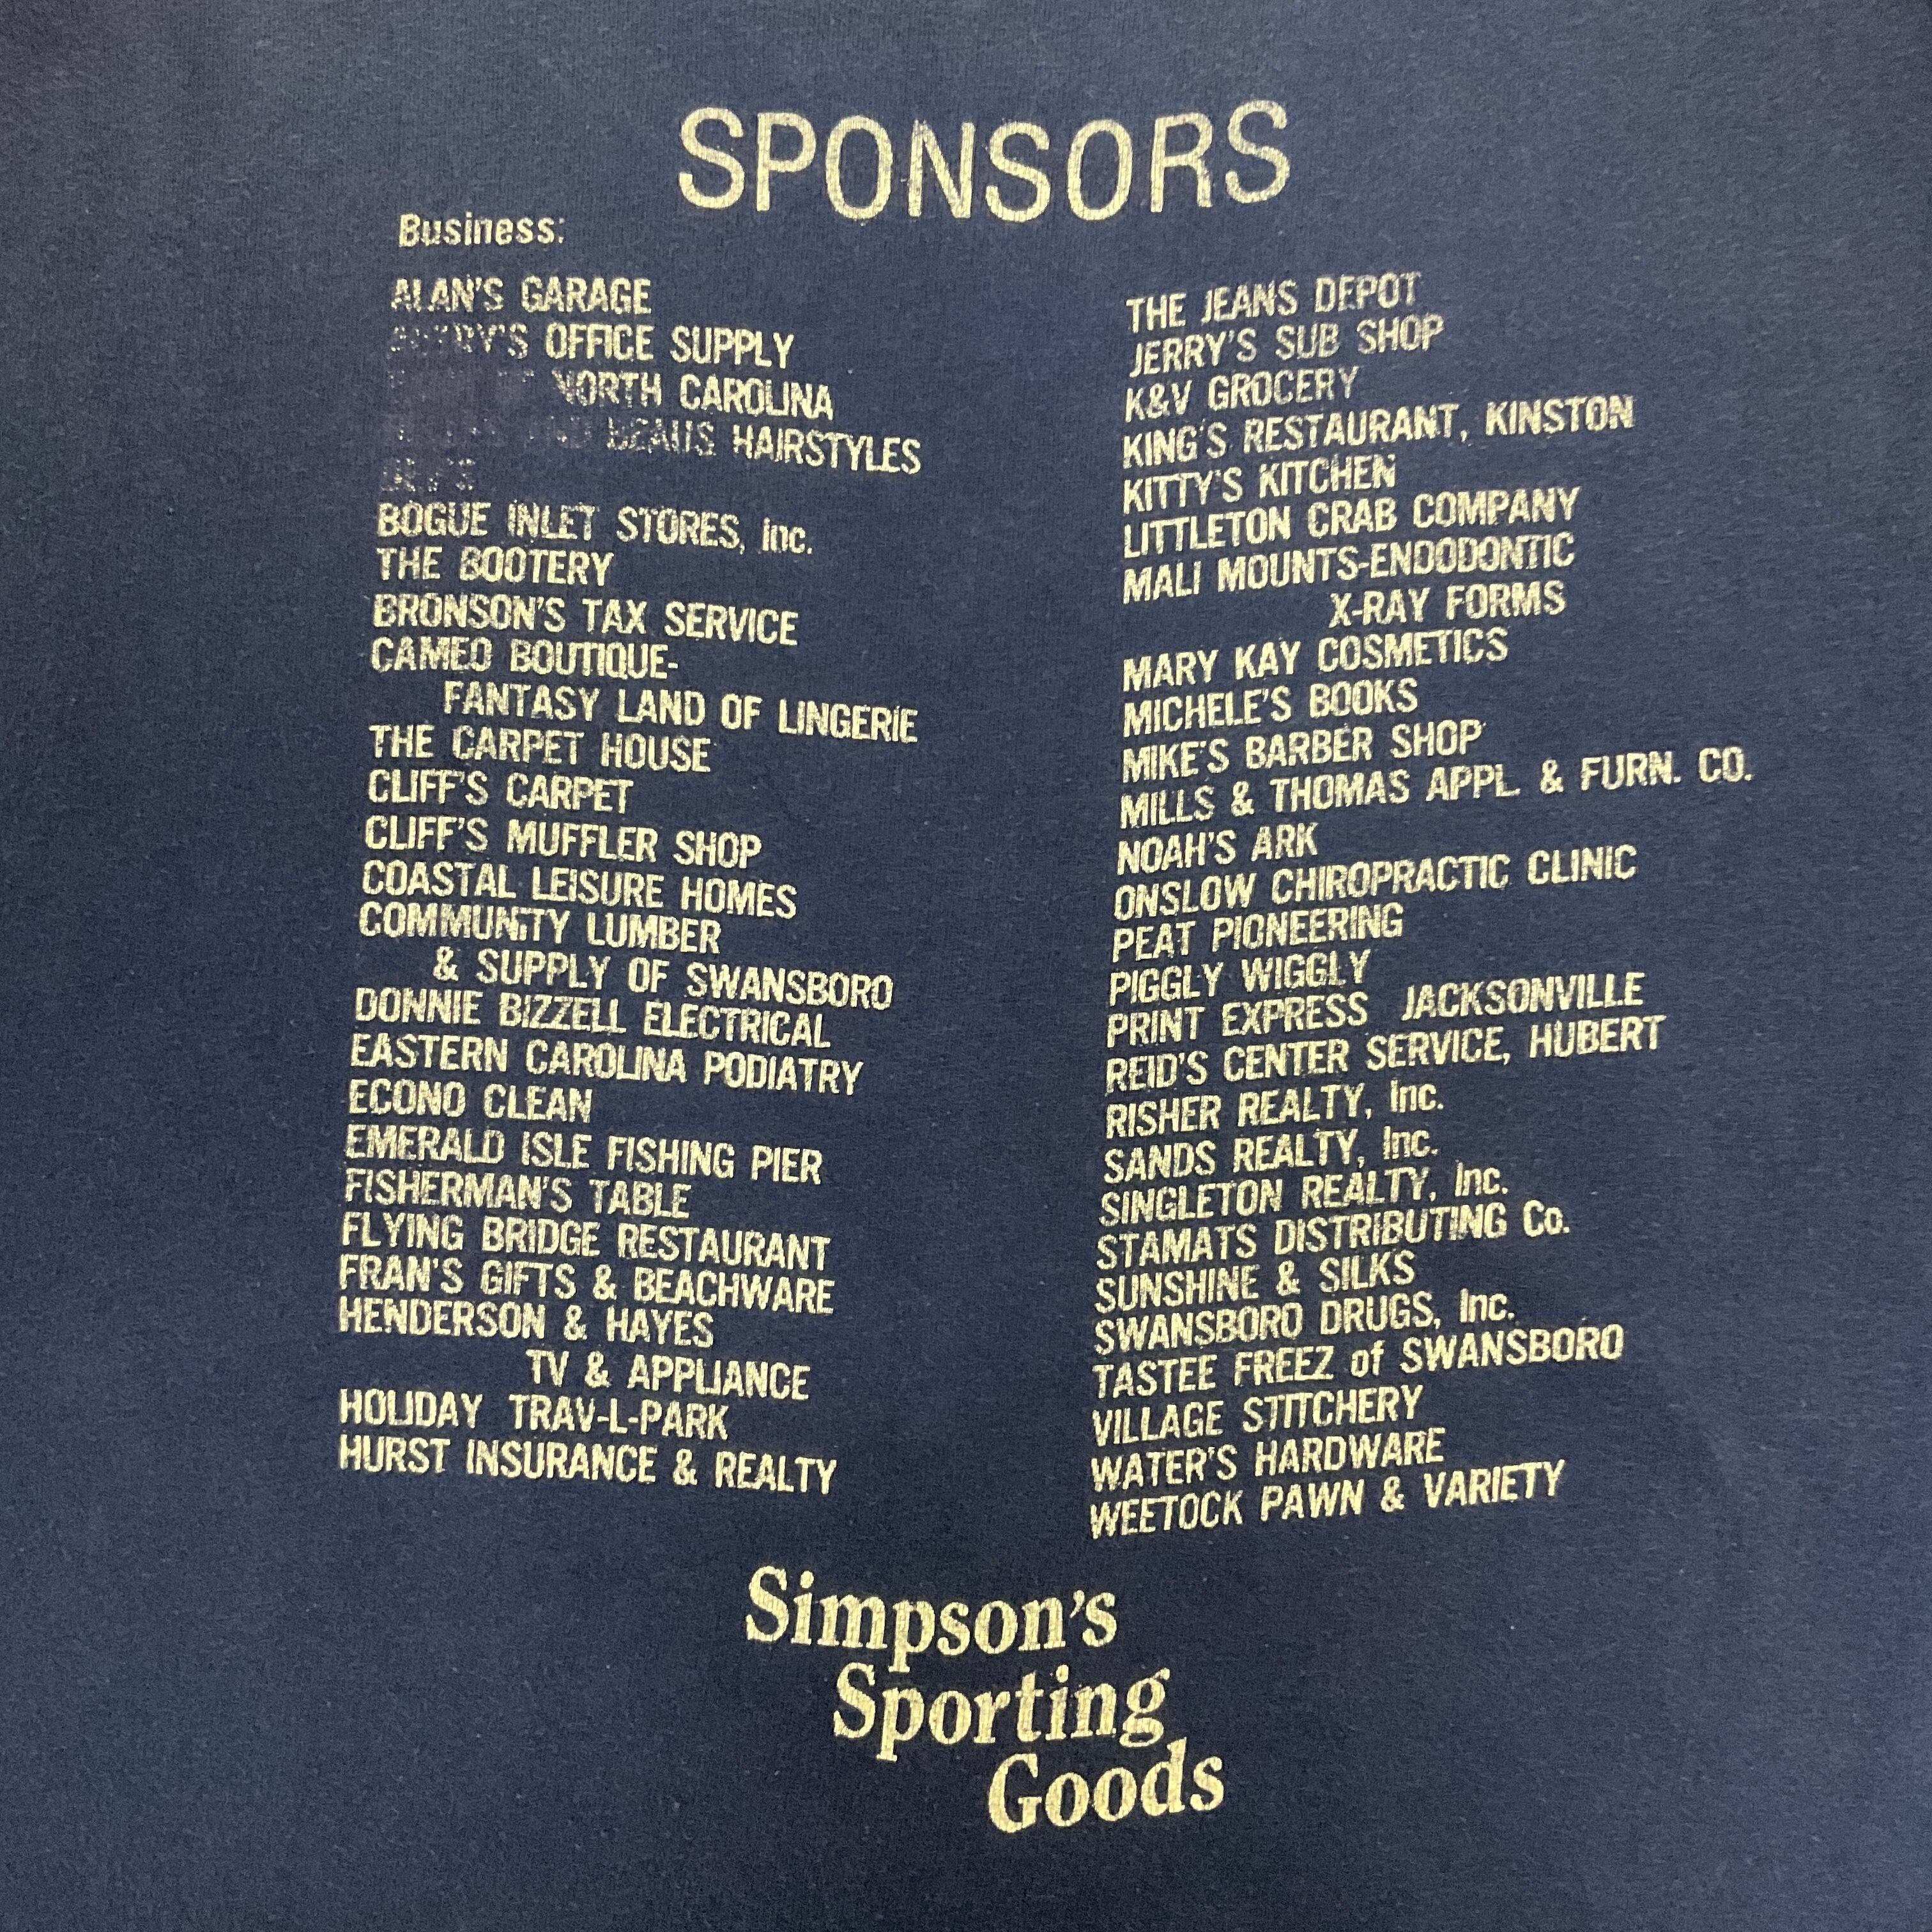 SPONSORS
Business:
ALAN'S GARAGE
OFFICE SUPPLY
NORTH CAROLINA
AND BEAUS HAIRSTYLES
BOGUE INLET STORES, inc.
THE BOOTERY
BRONSON'S TAX SERVICE
CAMEO BOUTIQUE-
FANTASY LAND OF LINGERIE
THE CARPET HOUSE
CLIFF'S CARPET
CLIFF'S MUFFLER SHOP
COASTAL LEISURE HOMES
COMMUNITY LUMBER
& SUPPLY OF SWANSBORO
DONNIE BIZZELL ELECTRICAL
EASTERN CAROLINA PODIATRY
ECONO CLEAN
EMERALD ISLE FISHING PIER
FISHERMAN'S TABLE
FLYING BRIDGE RESTAURANT
FRAN'S GIFTS & BEACHWARE
HENDERSON & HAYES
TV & APPLIANCE
HOLIDAY TRAV-L-PARK
HURST INSURANCE & REALTY
THE JEANS DEPOT
JERRY'S SUB SHOP
K&V GROCERY
KING'S RESTAURANT, KINSTON
KITTY'S KITCHEN
LITTLETON CRAB COMPANY
MALI MOUNTS-ENDODONTIC
X-RAY FORMS
MARY KAY COSMETICS
MICHELE'S BOOKS
MIKE'S BARBER SHOP
MILLS & THOMAS APPL. & FURN. CO.
NOAH'S ARK
ONSLOW CHIROPRACTIC CLINIC
PEAT PIONEERING
PIGGLY WIGGLY
PRINT EXPRESS JACKSONVILLE
REID'S CENTER SERVICE, HUBERT
RISHER REALTY, Inc.
SANDS REALTY, Inc.
SINGLETON REALTY, Inc.
STAMATS DISTRIBUTING Co.
SUNSHINE & SILKS
SWANSBORO DRUGS, Inc.
TASTEE FREEZ of SWANSBORO
VILLAGE STITCHERY
WATER'S HARDWARE
WEETOCK PAWN & VARIETY
Simpson's
Sporting
Goods